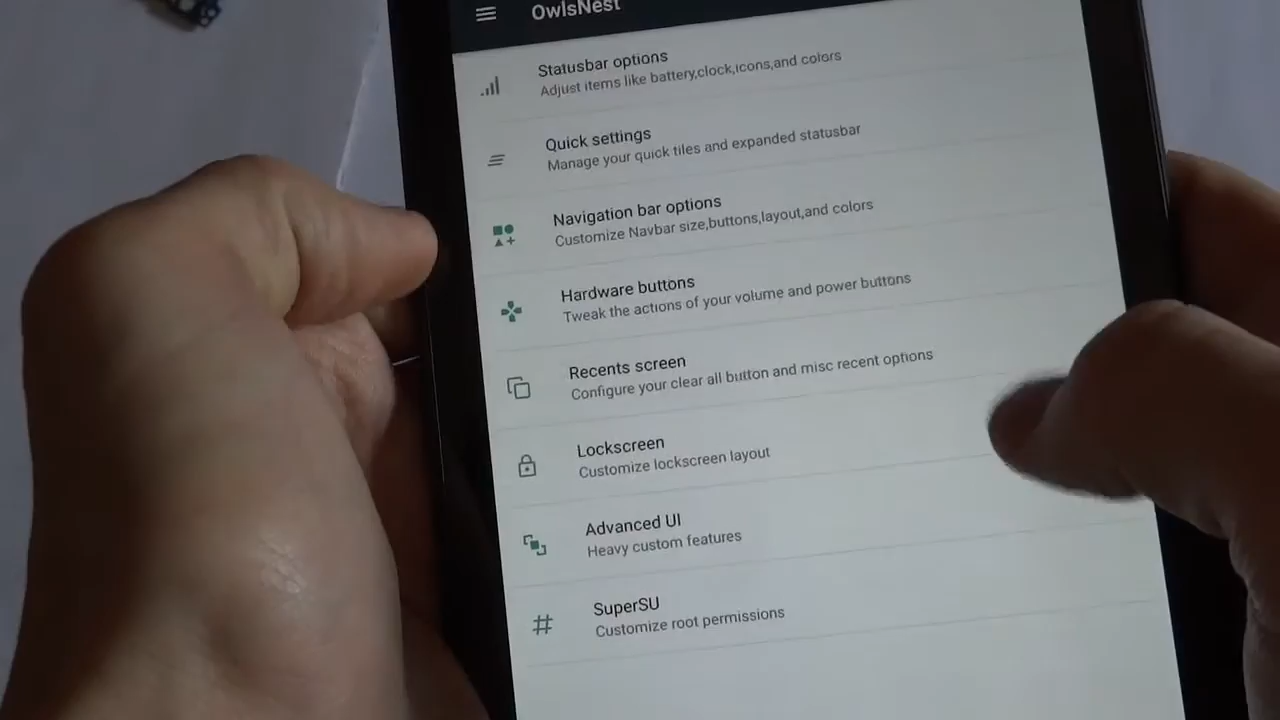 OwlsNest
Statusbar options
Adjust items like battery,clock,icons,and colors
Quick settings
Manage your quick tiles and expanded statusbar
Navigation bar options
Customize Navbar size,buttons,layout,and colors
Hardware buttons
Tweak the actions of your volume and power buttons
Recents screen
Configure your clear all button and misc recent options
Lockscreen
Customize lockscreen layout
Advanced UI
Heavy custom features
SuperSU
Customize root permissions